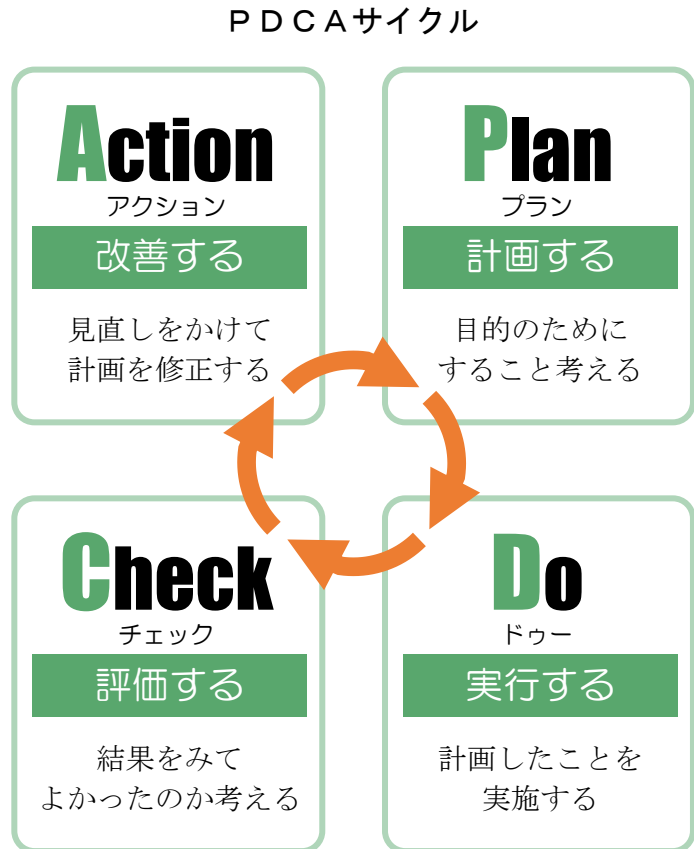 ＰＤＣＡサイクル
Action
アクション
改善する
見直しをかけて
計画を修正する
Plan
プラン
計画する
目的のために
すること考える
Check
チェック
評価する
結果をみて
よかったのか考える
Do
ドゥー
実行する
計画したことを
実施する